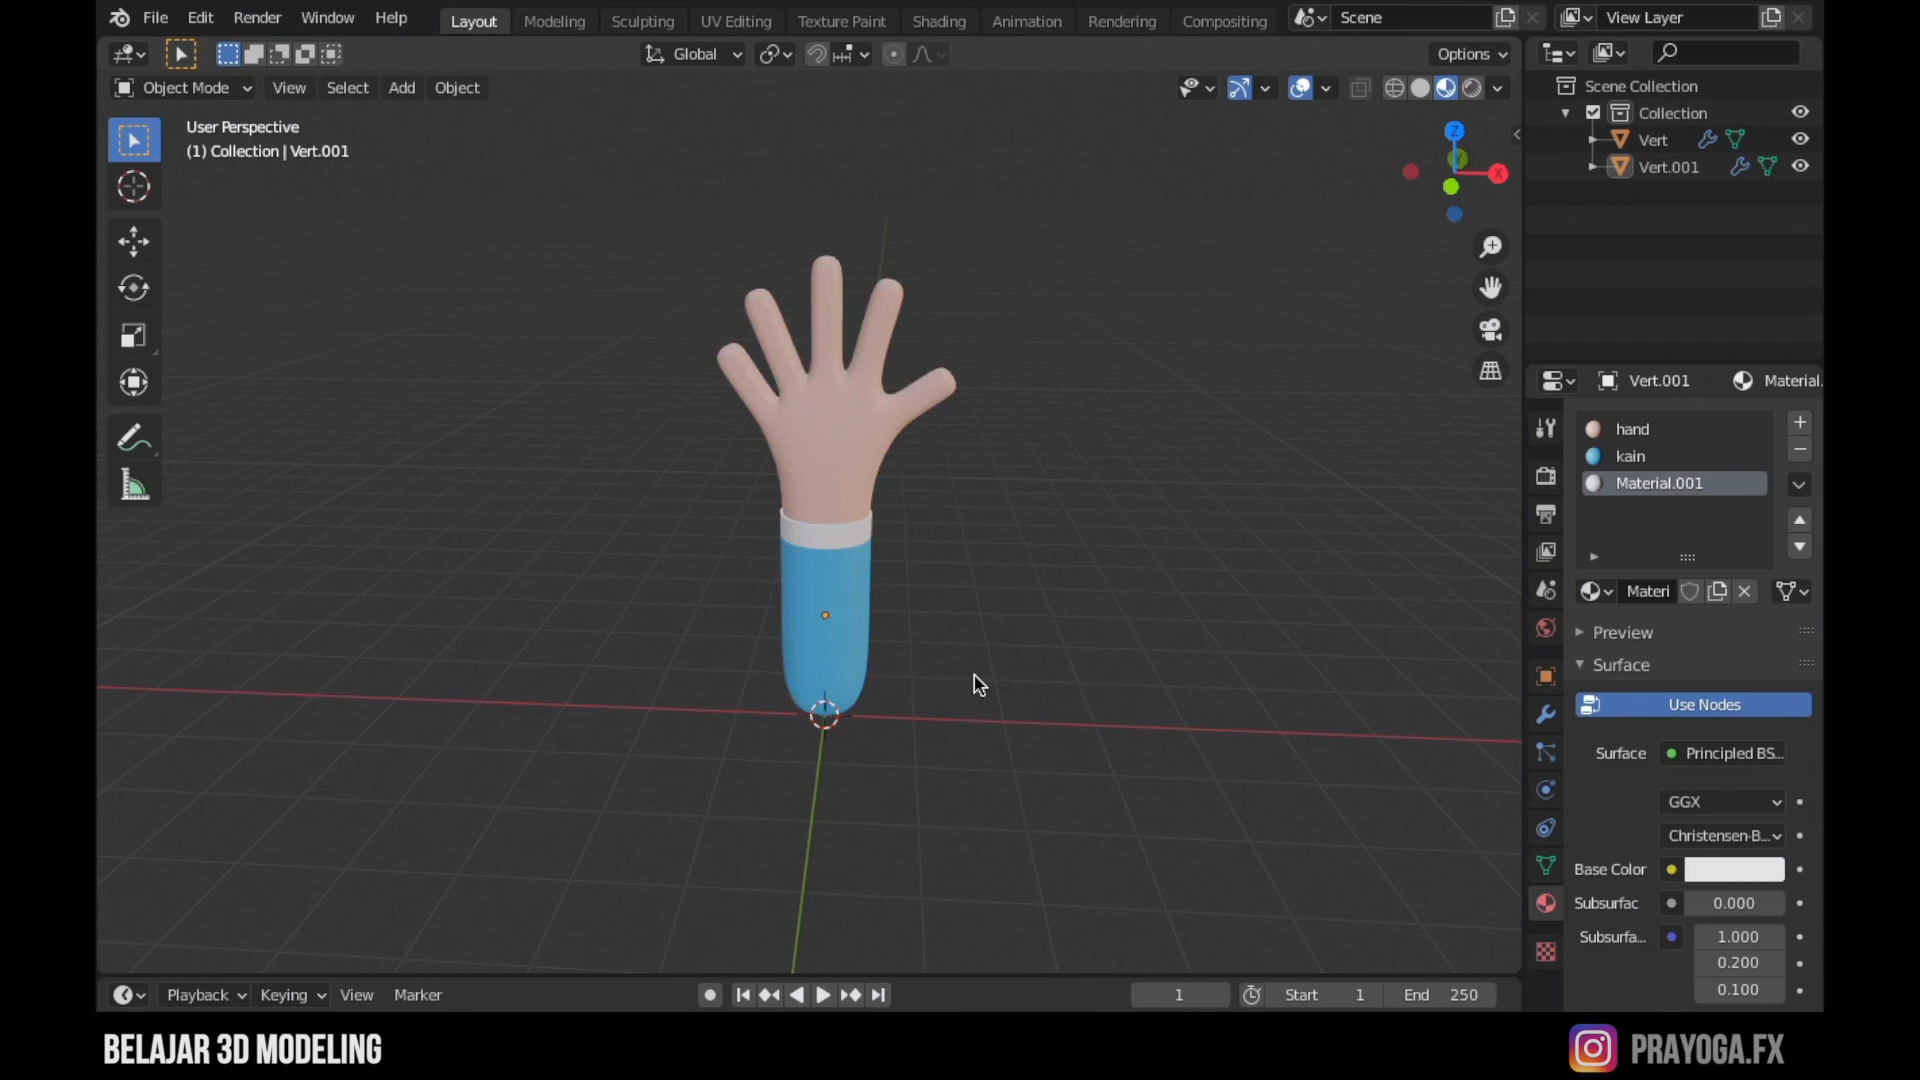 File Edit Render Window Help Layout Modeling Sculpting UV Editing Texture Paint Shading Animation Rendering Compositing Scene View Layer
Global Options
Object Mode View Select Add Object
User Perspective
(1) Collection | Vert.001
Z
Y
X
Scene Collection
Collection
Vert
Vert.001
Vert.001 Material.
hand
kain
Material.001
Materi
Preview
Surface
Use Nodes
Surface Principled BS...
GGX
Christensen-B...
Base Color
Subsurfac 0.000
Subsurfa... 1.000
0.200
0.100
Playback Keying View Marker 1 Start 1 End 250
BELAJAR 3D MODELING
PRAYOGA.FX